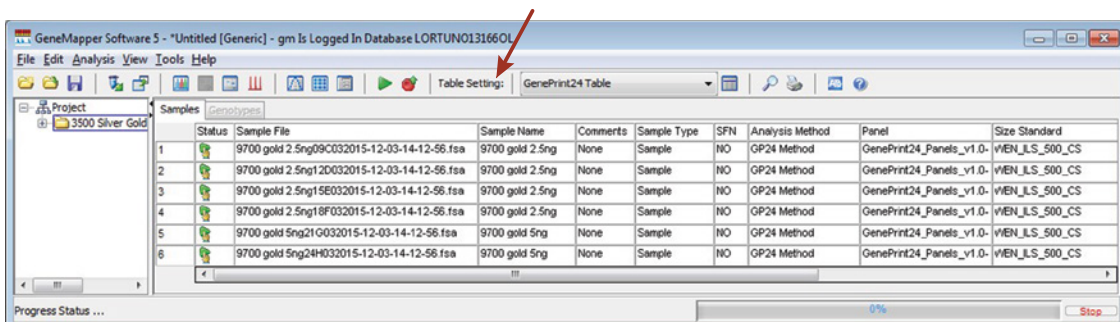 GeneMapper Software 5 - *Untitled [Generic] - gm Is Logged In Database LORTUNO13166OL
File Edit Analysis View Tools Help
Table Setting: GenePrint24 Table
Project
3500 Silver Gold
Samples Genotypes
Status Sample File Sample Name Comments Sample Type SFN Analysis Method Panel Size Standard
1 9700 gold 2.5ng09C032015-12-03-14-12-56.fsa 9700 gold 2.5ng None Sample NO GP24 Method GenePrint24_Panels_v1.0- WEN_ILS_500_CS
2 9700 gold 2.5ng12D032015-12-03-14-12-56.fsa 9700 gold 2.5ng None Sample NO GP24 Method GenePrint24_Panels_v1.0- WEN_ILS_500_CS
3 9700 gold 2.5ng15E032015-12-03-14-12-56.fsa 9700 gold 2.5ng None Sample NO GP24 Method GenePrint24_Panels_v1.0- WEN_ILS_500_CS
4 9700 gold 2.5ng18F032015-12-03-14-12-56.fsa 9700 gold 2.5ng None Sample NO GP24 Method GenePrint24_Panels_v1.0- WEN_ILS_500_CS
5 9700 gold 5ng21G032015-12-03-14-12-56.fsa 9700 gold 5ng None Sample NO GP24 Method GenePrint24_Panels_v1.0- WEN_ILS_500_CS
6 9700 gold 5ng24H032015-12-03-14-12-56.fsa 9700 gold 5ng None Sample NO GP24 Method GenePrint24_Panels_v1.0- WEN_ILS_500_CS
Progress Status ... 0% Stop